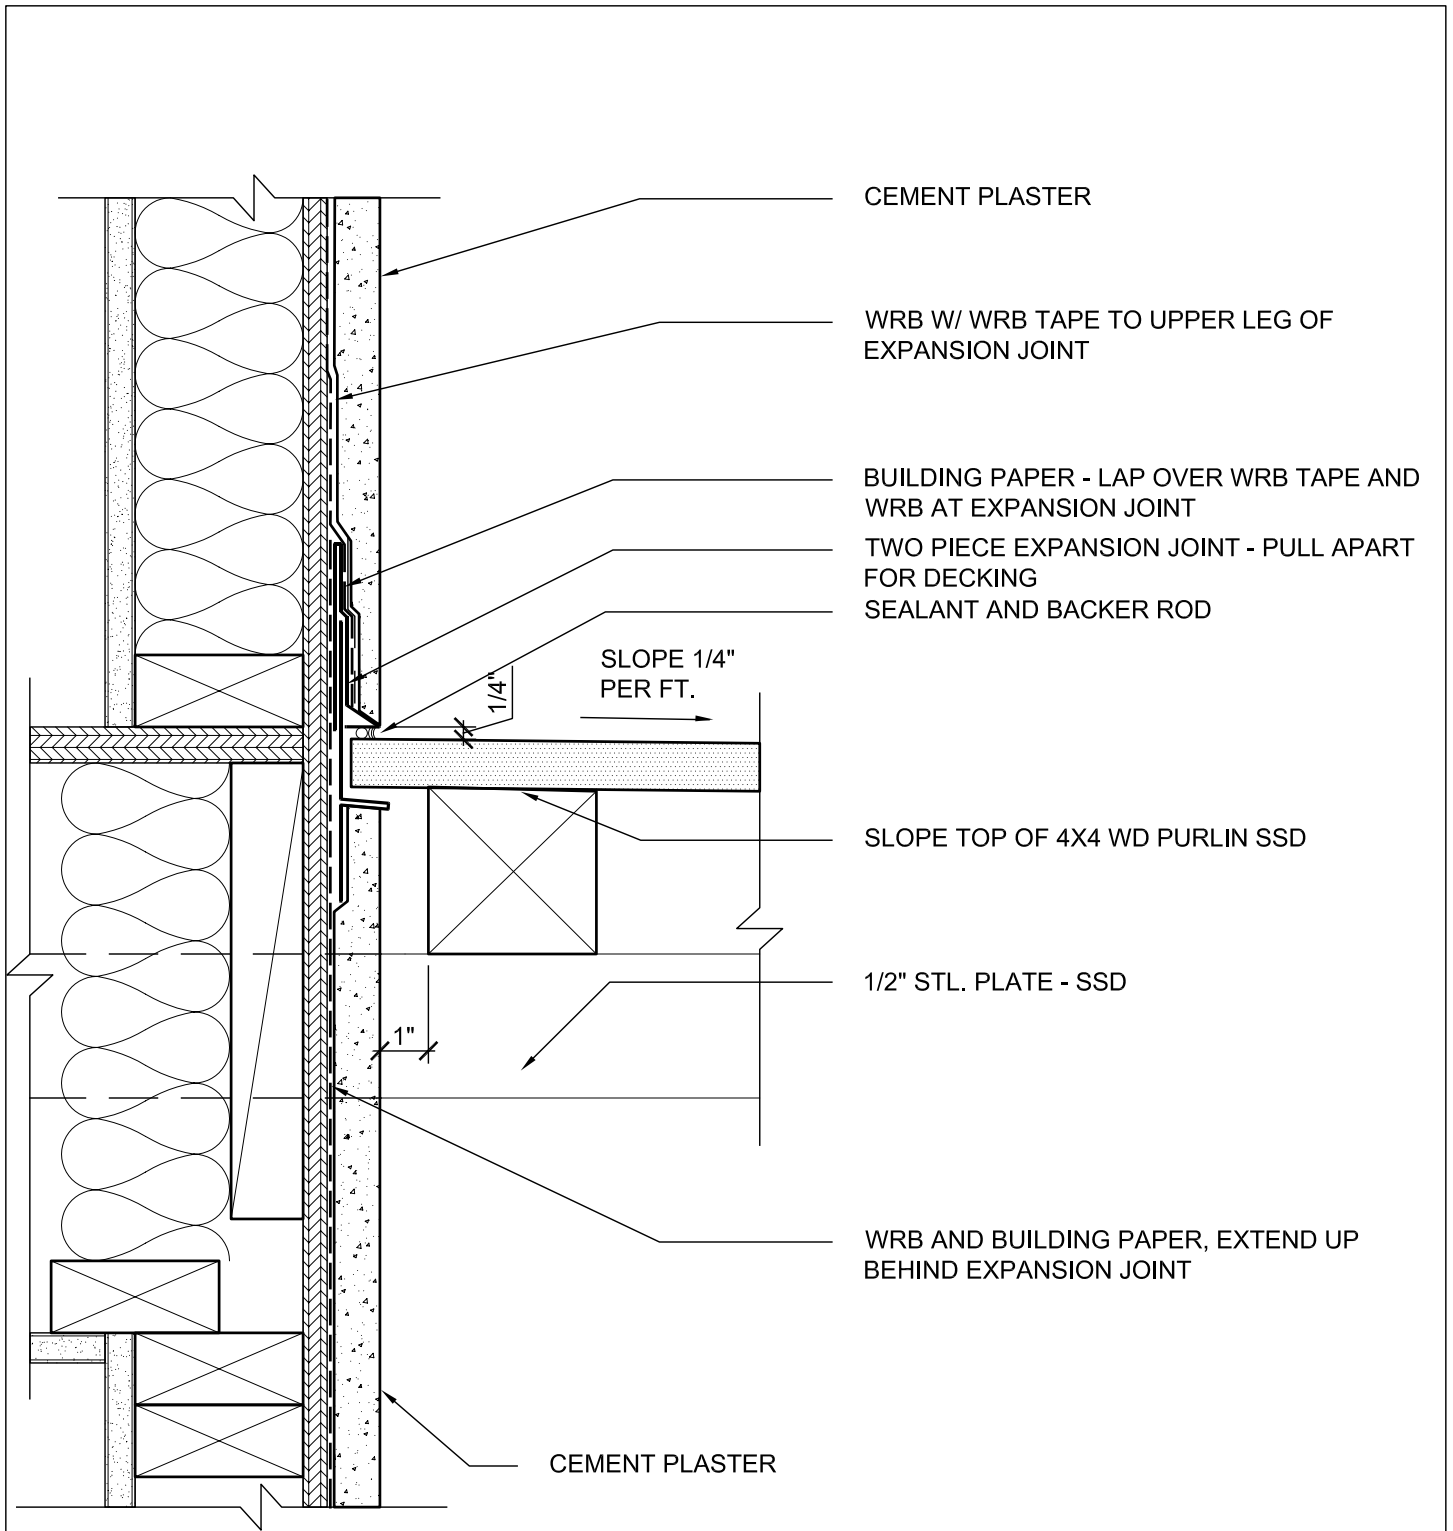 CEMENT PLASTER
WRB W/ WRB TAPE TO UPPER LEG OF
EXPANSION JOINT
BUILDING PAPER - LAP OVER WRB TAPE AND
WRB AT EXPANSION JOINT
TWO PIECE EXPANSION JOINT - PULL APART
FOR DECKING
SEALANT AND BACKER ROD
SLOPE 1/4"
PER FT.
1/4"
SLOPE TOP OF 4X4 WD PURLIN SSD
1/2" STL. PLATE - SSD
1"
WRB AND BUILDING PAPER, EXTEND UP
BEHIND EXPANSION JOINT
CEMENT PLASTER